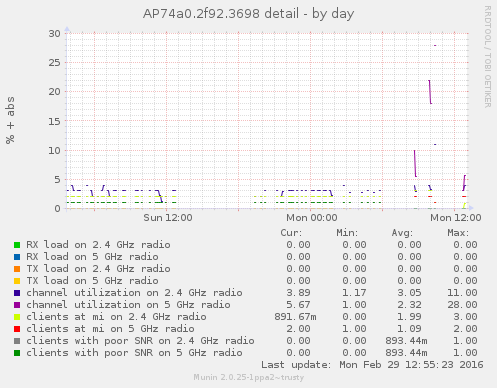 AP74a0.2f92.3698 detail - by day
RRDTOOL / TOBI OETIKER
% + abs
30
25
20
15
10
5
0
Sun 12:00 Mon 00:00 Mon 12:00
Cur: Min: Avg: Max:
RX load on 2.4 GHz radio 0.00 0.00 0.00 0.00
RX load on 5 GHz radio 0.00 0.00 0.00 0.00
TX load on 2.4 GHz radio 0.00 0.00 0.00 0.00
TX load on 5 GHz radio 0.00 0.00 0.00 0.00
channel utilization on 2.4 GHz radio 3.89 1.17 3.05 11.00
channel utilization on 5 GHz radio 5.67 1.00 2.32 28.00
clients at mi on 2.4 GHz radio 891.67m 0.00 1.99 3.00
clients at mi on 5 GHz radio 2.00 1.00 1.09 2.00
clients with poor SNR on 2.4 GHz radio 0.00 0.00 893.44m 1.00
clients with poor SNR on 5 GHz radio 0.00 0.00 893.44m 1.00
Last update: Mon Feb 29 12:55:23 2016
Munin 2.0.25-1ppa2~trusty